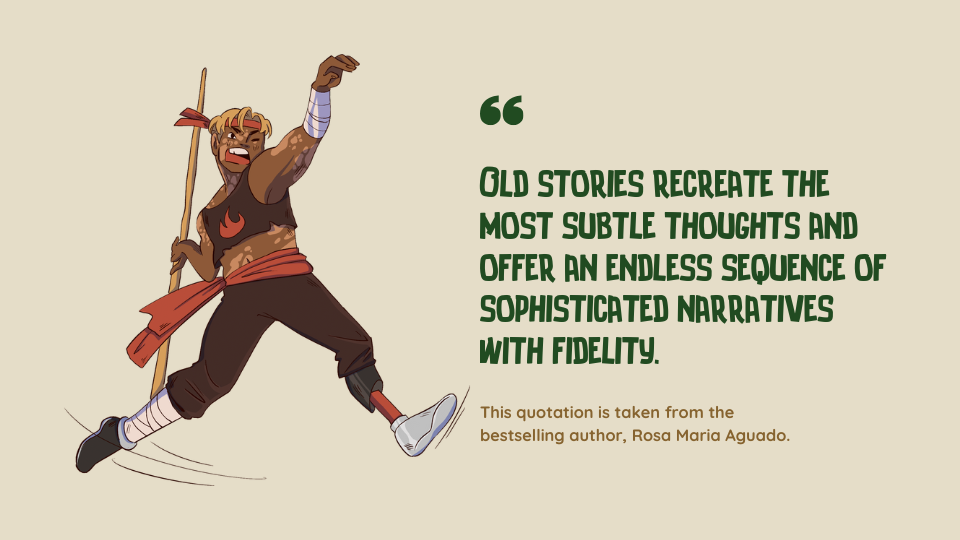 “
Old stories recreate the
most subtle thoughts and
offer an endless sequence of
sophisticated narratives
with fidelity.
This quotation is taken from the
bestselling author, Rosa Maria Aguado.